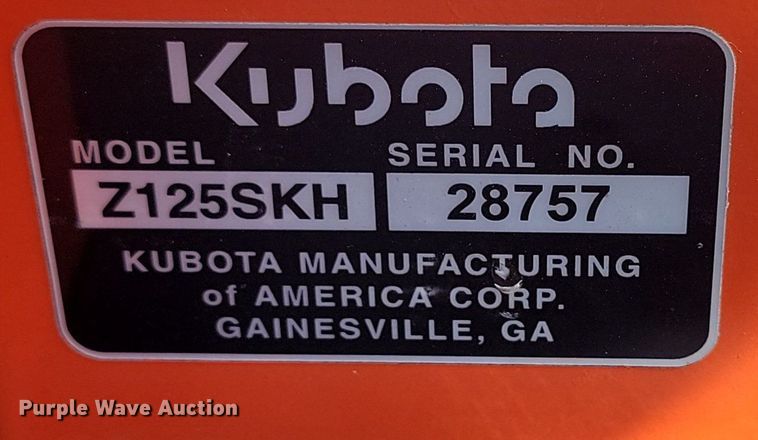 Kubota
MODEL SERIAL NO.
Z125SKH 28757
KUBOTA MANUFACTURING
of AMERICA CORP.
GAINESVILLE, GA
Purple Wave Auction